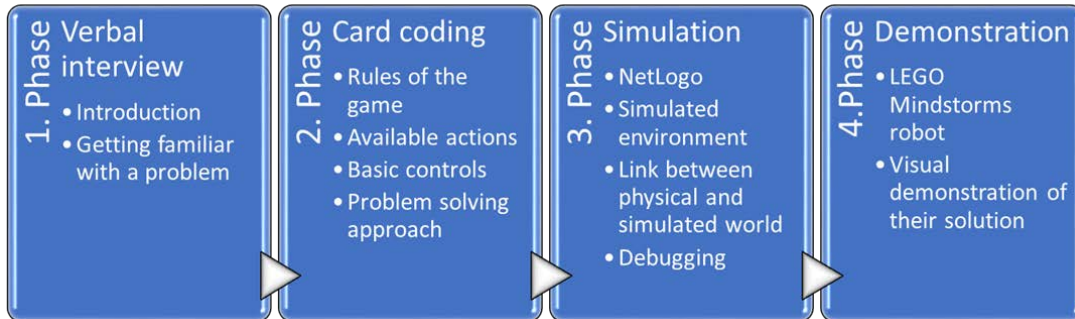 1. Phase
Verbal
interview
• Introduction
• Getting familiar
with a problem
2. Phase
Card coding
• Rules of the
game
• Available actions
• Basic controls
• Problem solving
approach
3. Phase
Simulation
• NetLogo
• Simulated
environment
• Link between
physical and
simulated world
• Debugging
4.Phase
Demonstration
• LEGO
Mindstorms
robot
• Visual
demonstration of
their solution